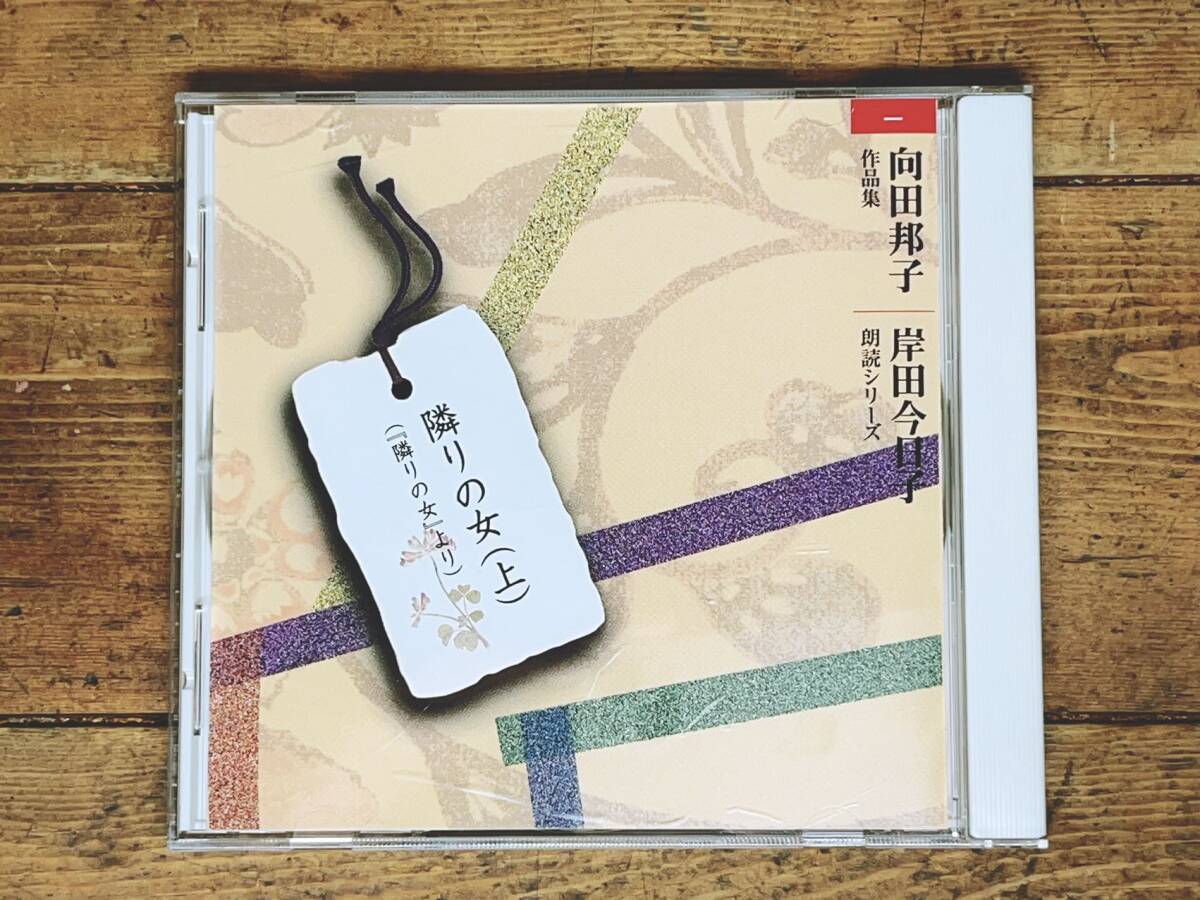 一
向田邦子
作品集
岸田今日子
朗読シリーズ
隣りの女(上)
(『隣りの女』より)